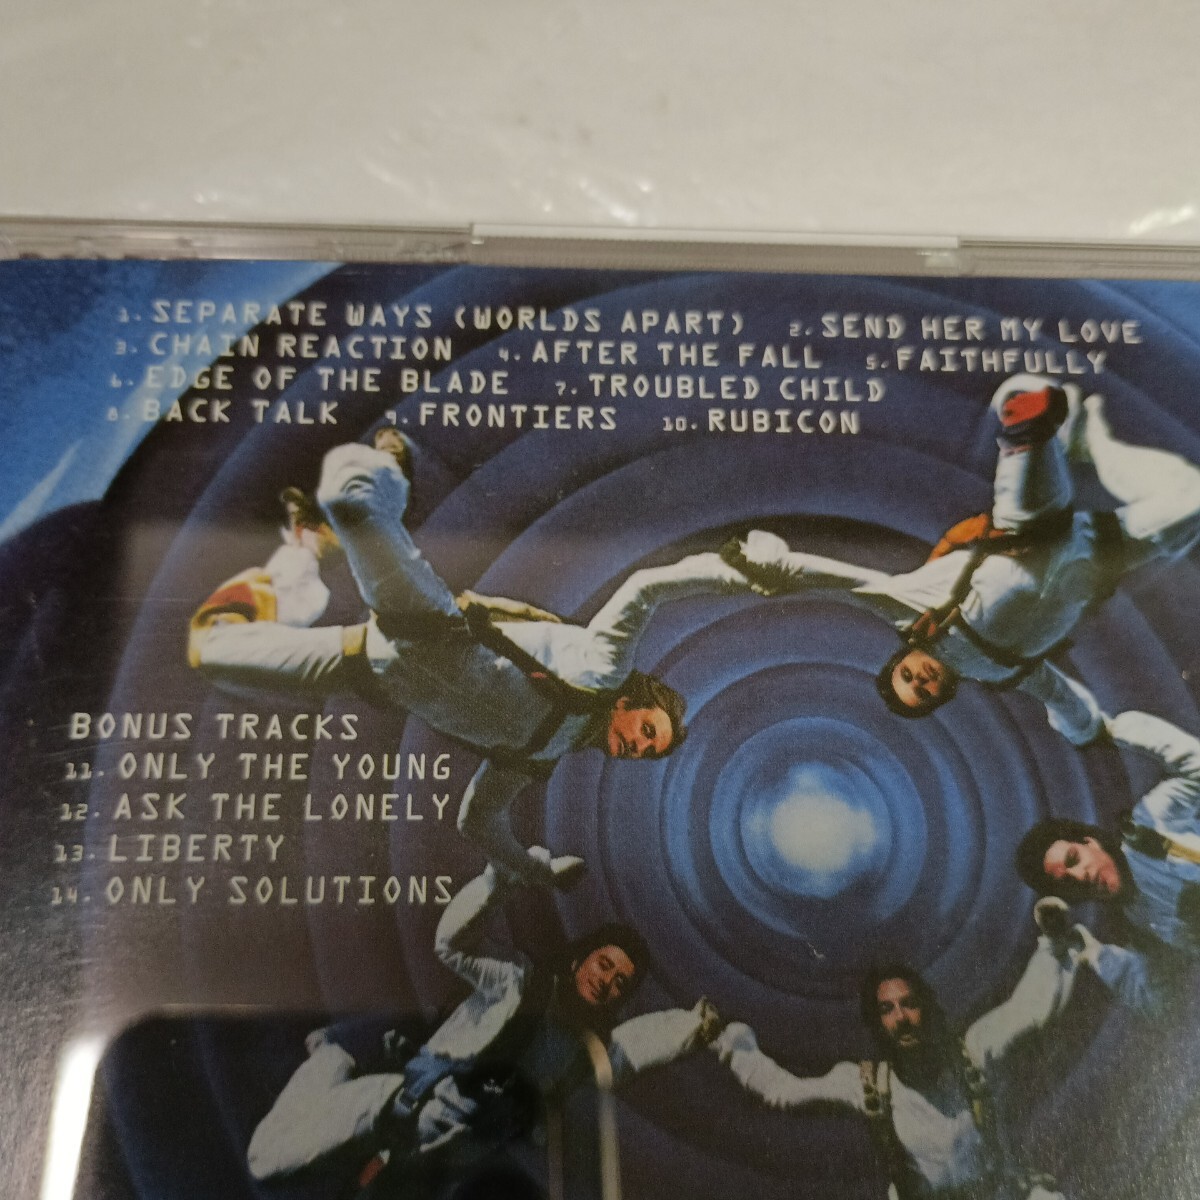 1. SEPARATE WAYS (WORLDS APART) 2. SEND HER MY LOVE
3. CHAIN REACTION 4. AFTER THE FALL 5. FAITHFULLY
6. EDGE OF THE BLADE 7. TROUBLED CHILD
8. BACK TALK 9. FRONTIERS 10. RUBICON
BONUS TRACKS
11. ONLY THE YOUNG
12. ASK THE LONELY
13. LIBERTY
14. ONLY SOLUTIONS